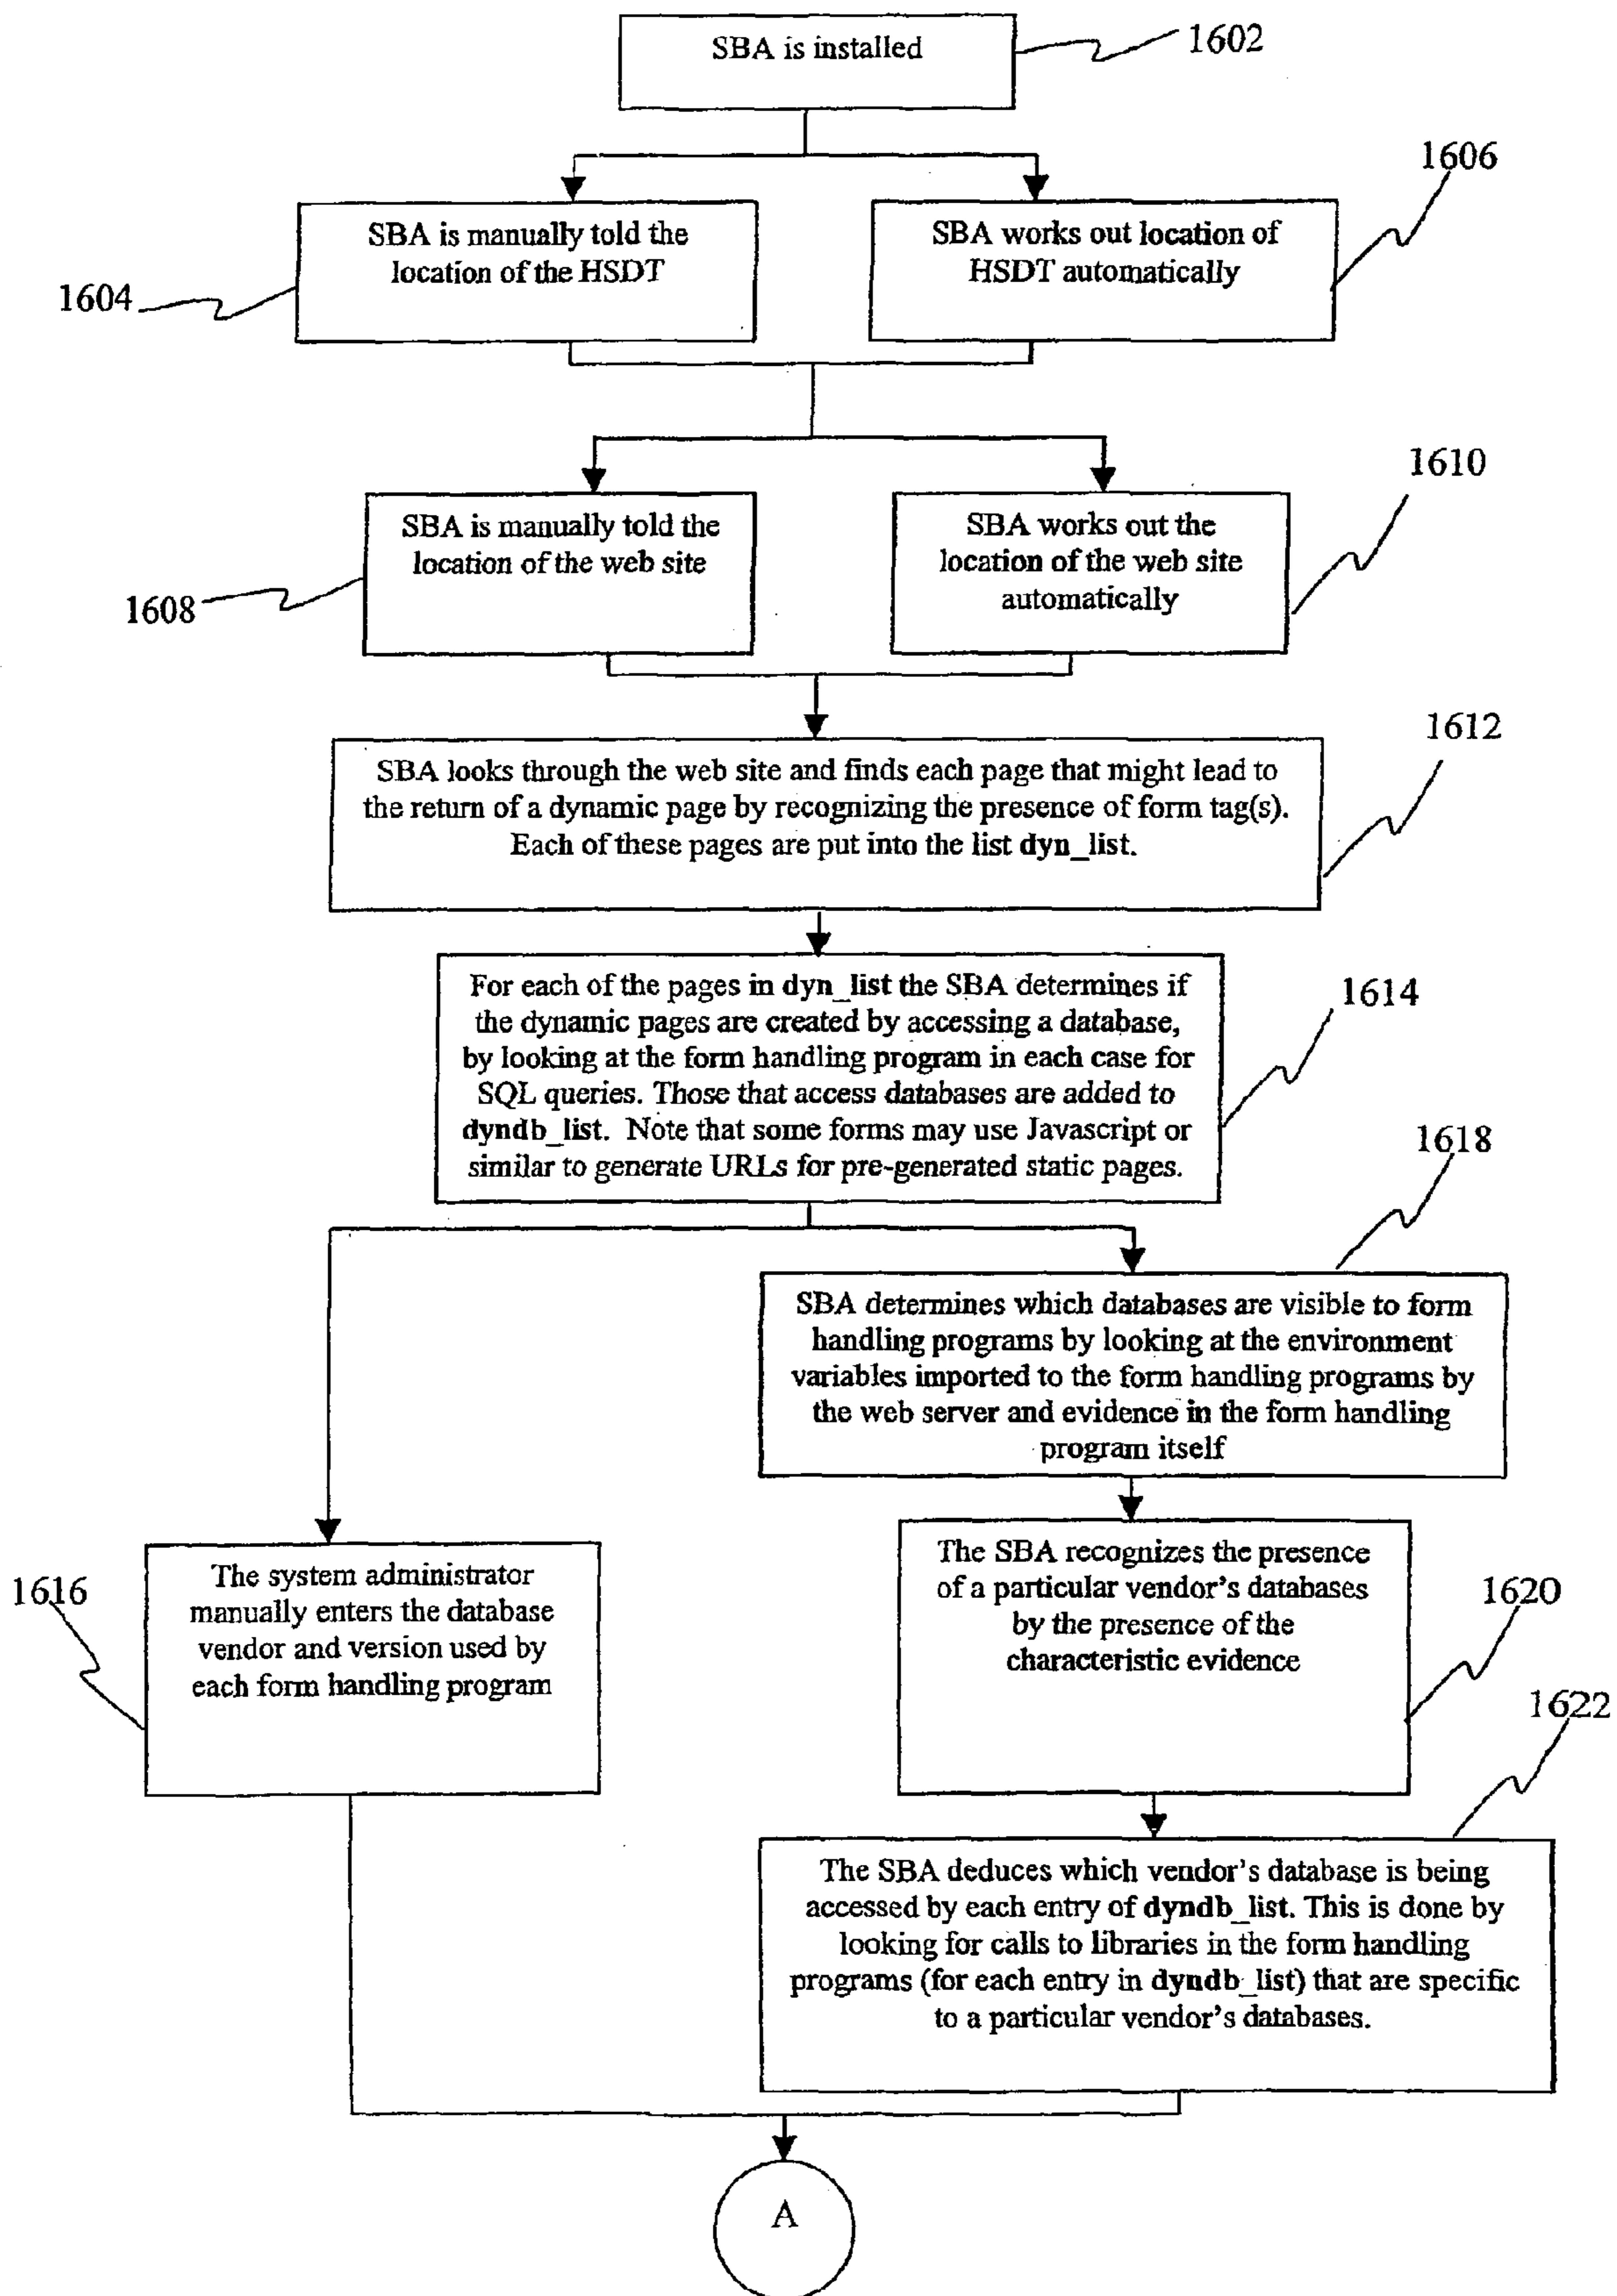 SBA is installed
1602
1606
SBA is manually told the
location of the HSDT
SBA works out location of
HSDT automatically
1604
1610
SBA is manually told the
location of the web site
SBA works out the
location of the web site
automatically
1608
1612
SBA looks through the web site and finds each page that might lead to
the return of a dynamic page by recognizing the presence of form tag(s).
Each of these pages are put into the list dyn_list.
1614
For each of the pages in dyn_list the SBA determines if
the dynamic pages are created by accessing a database,
by looking at the form handling program in each case for
SQL queries. Those that access databases are added to
dyndb_list. Note that some forms may use Javascript or
similar to generate URLs for pre-generated static pages.
1618
SBA determines which databases are visible to form
handling programs by looking at the environment
variables imported to the form handling programs by
the web server and evidence in the form handling
program itself
1616
The system administrator
manually enters the database
vendor and version used by
each form handling program
The SBA recognizes the presence
of a particular vendor's databases
by the presence of the
characteristic evidence
1620
1622
The SBA deduces which vendor's database is being
accessed by each entry of dyndb_list. This is done by
looking for calls to libraries in the form handling
programs (for each entry in dyndb_list) that are specific
to a particular vendor's databases.
A